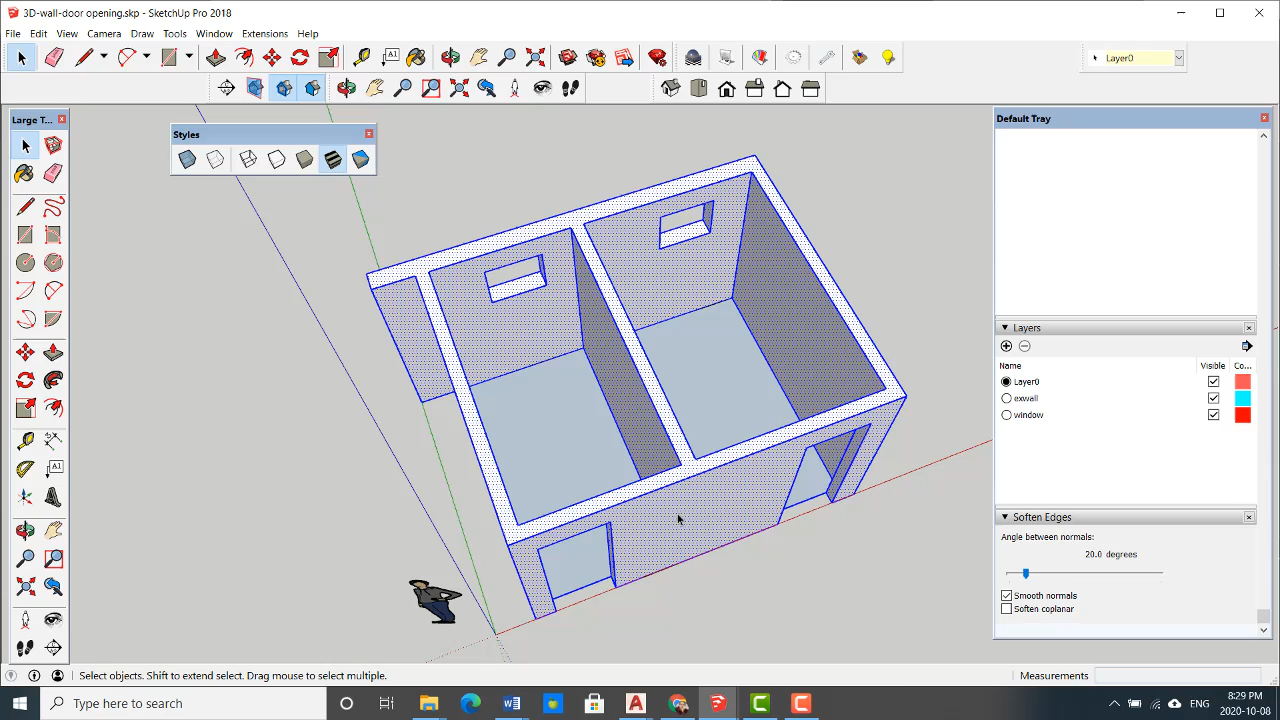 3D-wall-door opening.skp - SketchUp Pro 2018
File Edit View Camera Draw Tools Window Extensions Help
A1
Layer0
Large T...
Styles
Default Tray
Layers
Name Visible Co...
Layer0
exwall
window
A1
Soften Edges
Angle between normals:
20.0 degrees
Smooth normals
Soften coplanar
Select objects. Shift to extend select. Drag mouse to select multiple.
Measurements
Type here to search
ENG
8:29 PM
2020-10-08